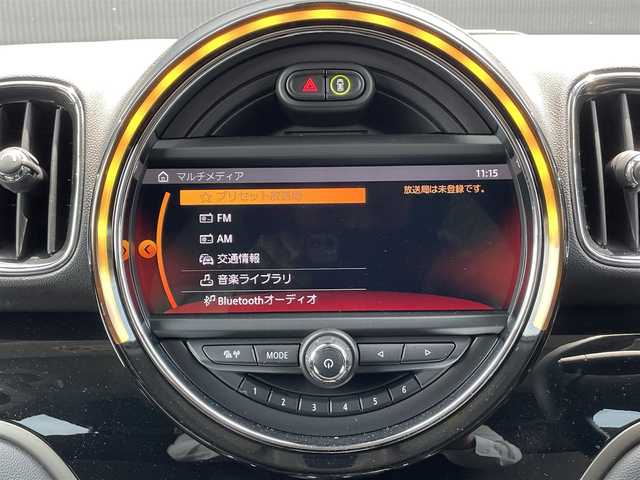 マルチメディア 11:15
プリセット放送局 放送局は未登録です。
FM
AM
交通情報
音楽ライブラリ
Bluetoothオーディオ
MODE
1 2 3 4 5 6